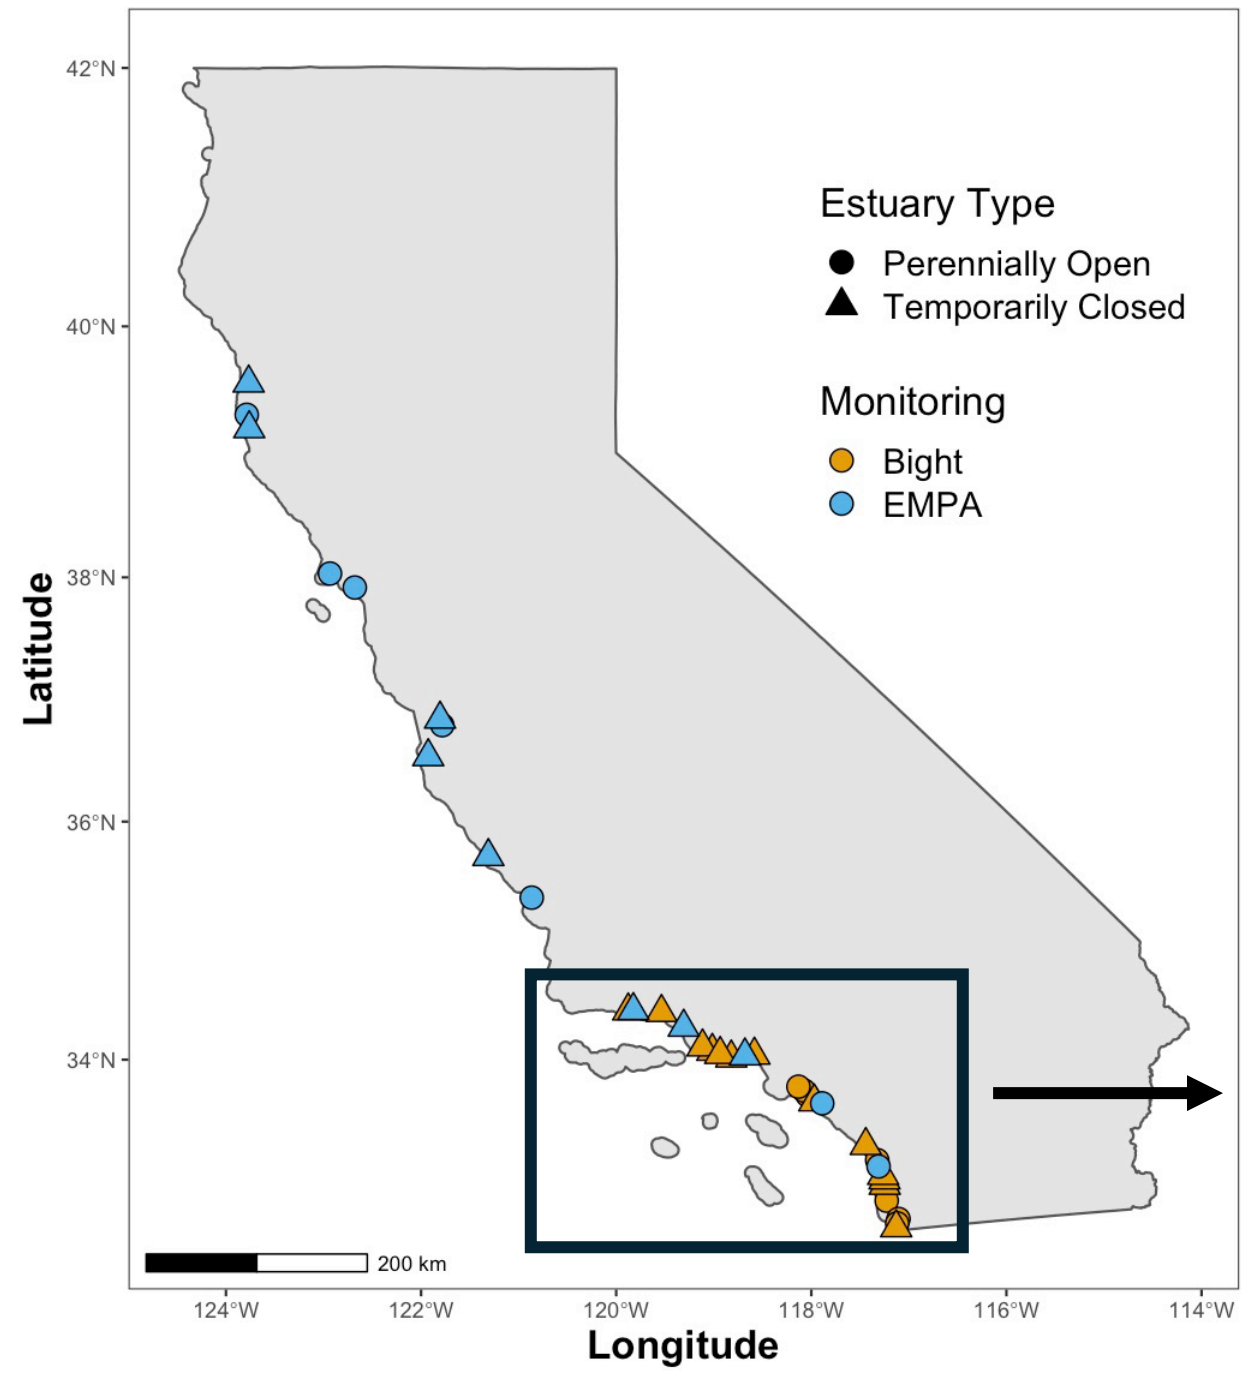 Estuary Type
Perennially Open
Temporarily Closed
Monitoring
Bight
EMPA
Latitude
42°N
40°N
38°N
36°N
34°N
200 km
124°W
122°W
120°W
118°W
116°W
114°W
Longitude